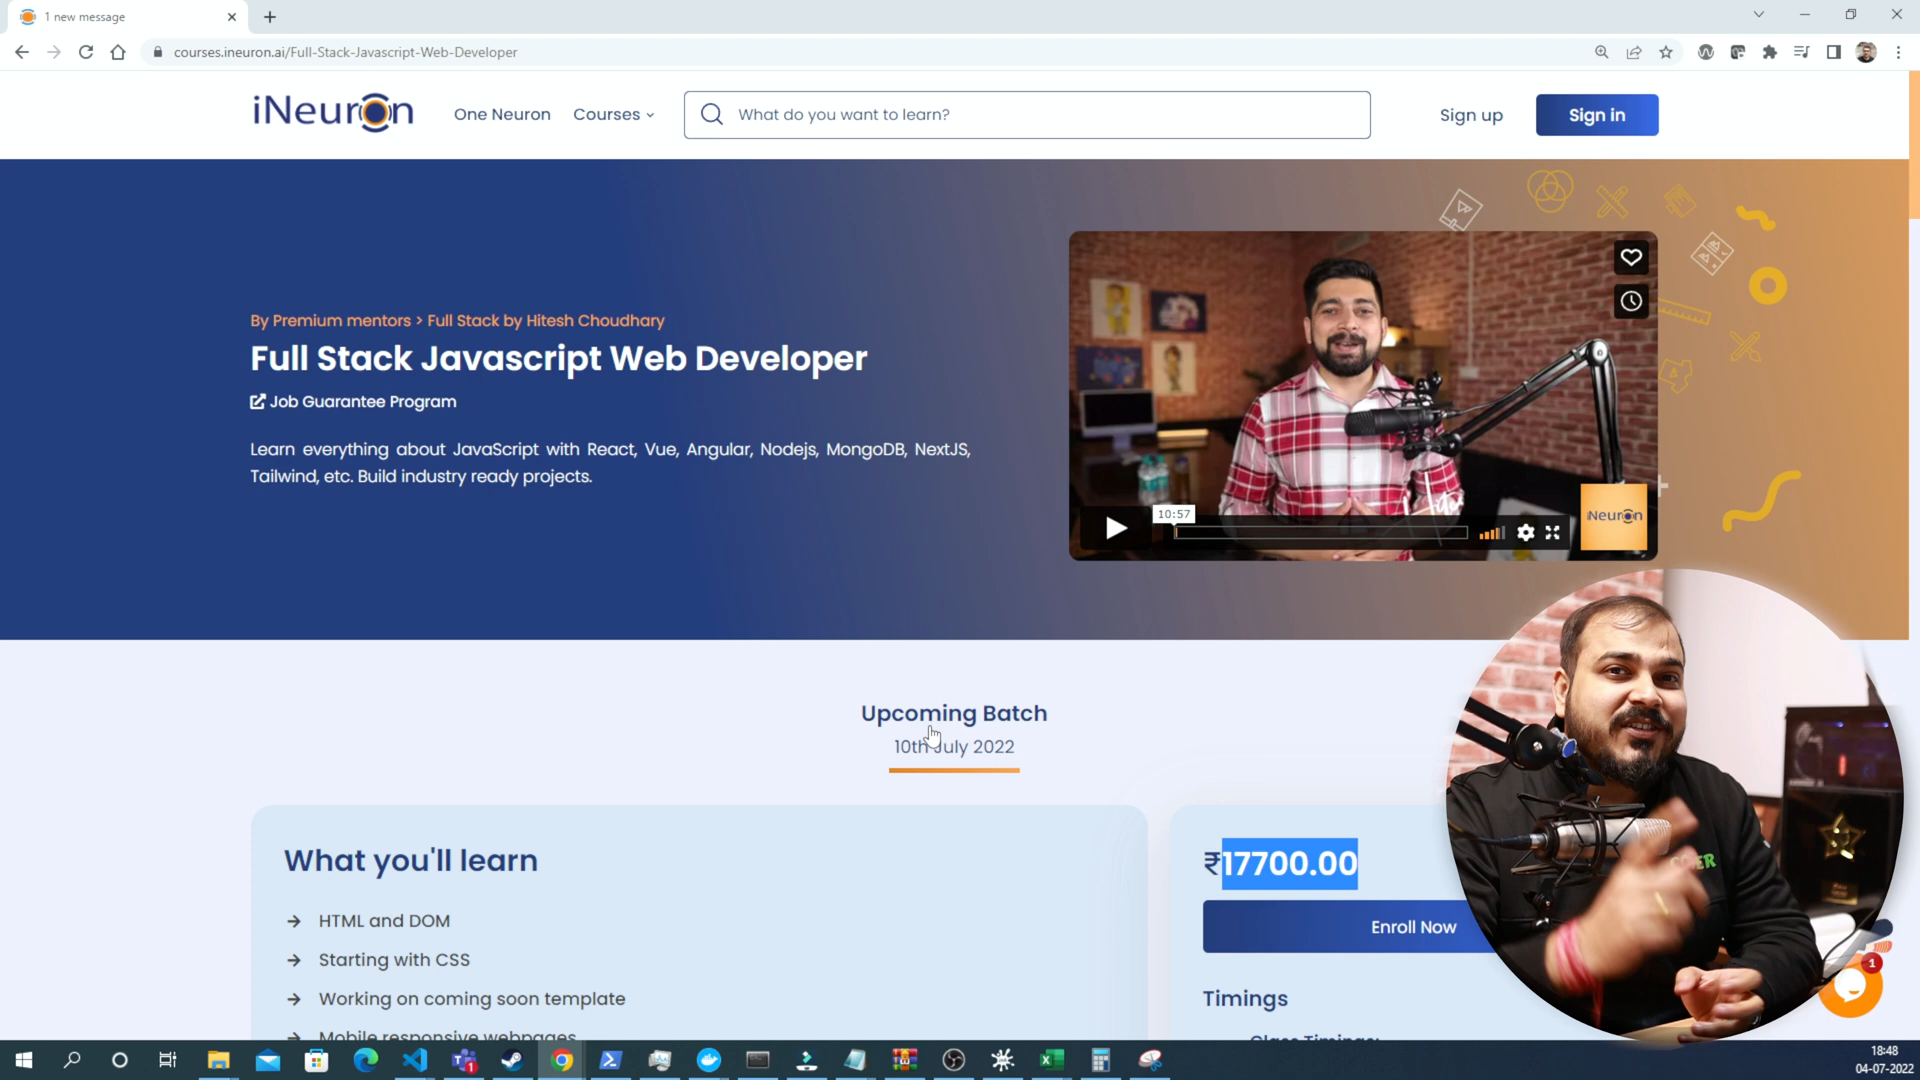 1 new message
courses.ineuron.ai/Full-Stack-Javascript-Web-Developer
iNeuron
One Neuron
Courses
What do you want to learn?
Sign up
Sign in
By Premium mentors > Full Stack by Hitesh Choudhary
Full Stack Javascript Web Developer
Job Guarantee Program
Learn everything about JavaScript with React, Vue, Angular, Nodejs, MongoDB, NextJS,
Tailwind, etc. Build industry ready projects.
10:57
iNeuron
Upcoming Batch
10th July 2022
What you'll learn
HTML and DOM
Starting with CSS
Working on coming soon template
Mobile responsive webpages
₹17700.00
Enroll Now
Timings
Class Timings:
1
1
18:48
04-07-2022